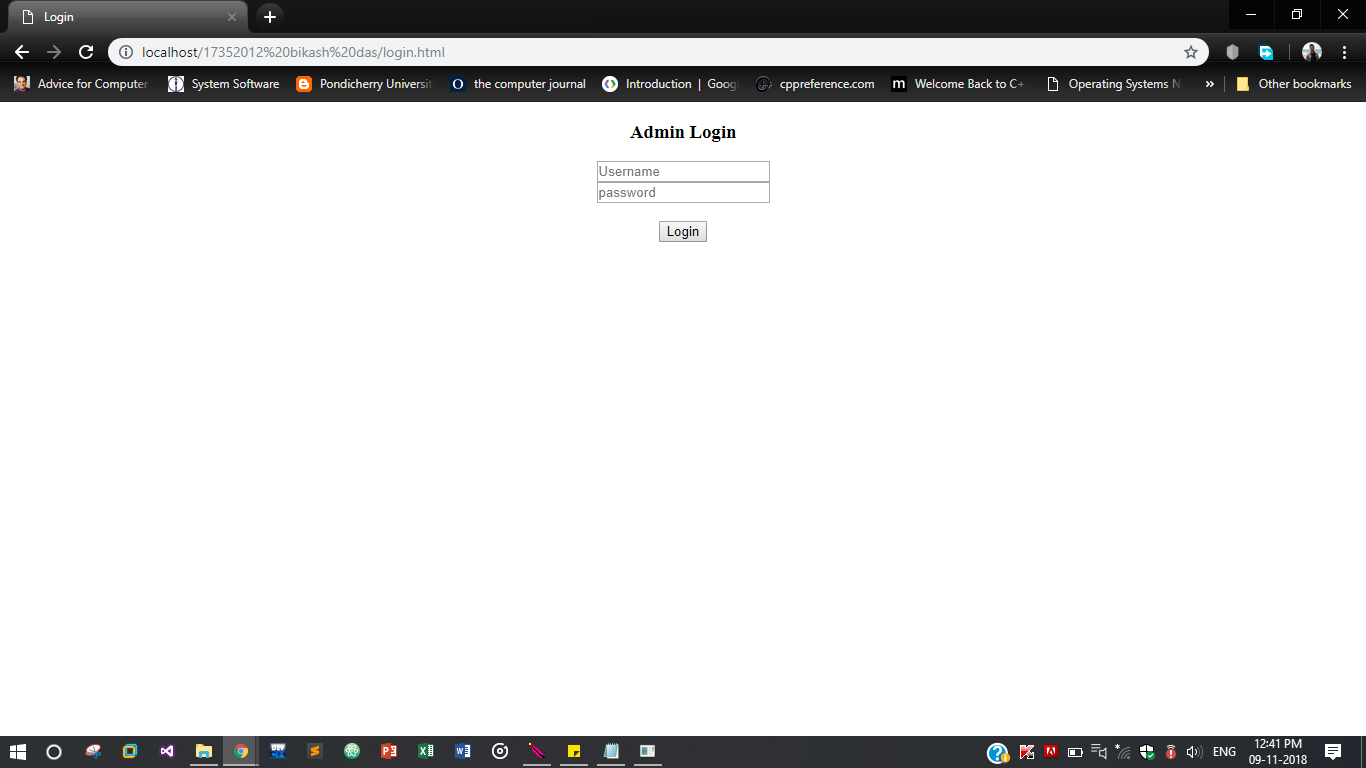 Login
localhost/17352012%20bikash%20das/login.html
Advice for Computer System Software Pondicherry Universit the computer journal Introduction | Goog cppreference.com Welcome Back to C+ Operating Systems N » Other bookmarks
Admin Login
Username
password
Login
ENG 12:41 PM
09-11-2018